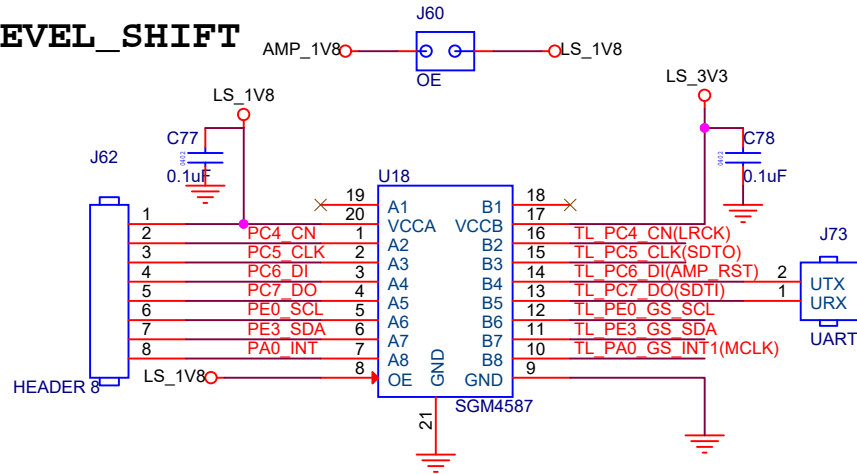 EVEL_SHIFT
J60
AMP_1V8
LS_1V8
OE
LS_1V8
LS_3V3
C77
0402
0.1uF
C78
0402
0.1uF
J62
1
2
3
4
5
6
7
8
HEADER 8
PC4_CN
PC5_CLK
PC6_DI
PC7_DO
PE0_SCL
PE3_SDA
PA0_INT
LS_1V8
U18
19 A1 B1 18
20 VCCA VCCB 17
1 A2 B2 16
2 A3 B3 15
3 A4 B4 14
4 A5 B5 13
5 A6 B6 12
6 A7 B7 11
7 A8 B8 10
8 OE GND GND 9
21
SGM4587
TL_PC4_CN(LRCK)
TL_PC5_CLK(SDTO)
TL_PC6_DI(AMP_RST)
TL_PC7_DO(SDTI)
TL_PE0_GS_SCL
TL_PE3_GS_SDA
TL_PA0_GS_INT1(MCLK)
J73
2 UTX
1 URX
UART